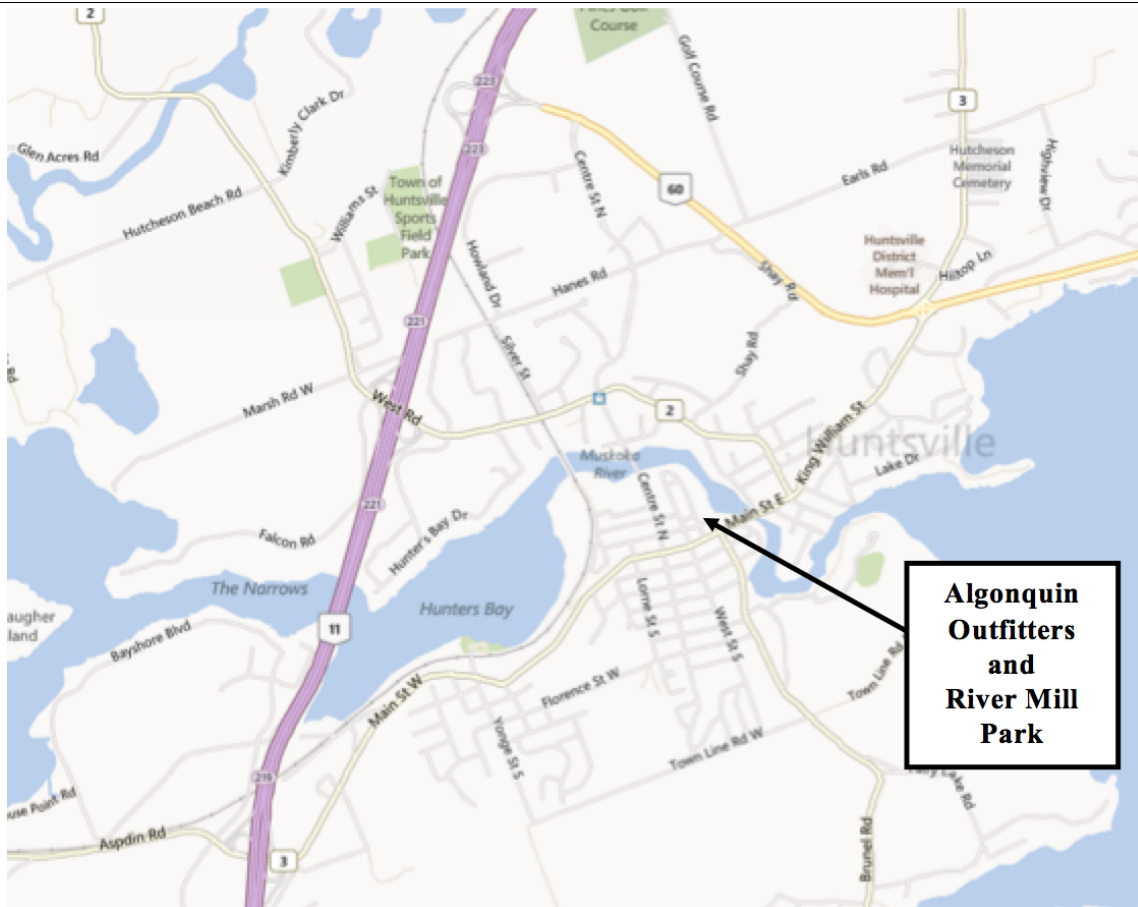 2
Course
223
Golf Course Rd
3
Kimberly Clark Dr
Glen Acres Rd
223
Centre St N
Hutcheson
Memorial
Cemetery
Highview Dr
Earls Rd
60
Town of
Huntsville
Sports
Field
Park
Williams St
Hutcheson Beach Rd
Huntsville
District
Mem'l
Hospital
Hilltop Ln
Howland Dr
Hanes Rd
Shay Rd
221
Silver St
Shay Rd
Marsh Rd W
West Rd
2
King William St
Huntsville
Muskoka
River
Lake Dr
Centre St N
Main St E
221
Hunter's Bay Dr
Falcon Rd
The Narrows
Hunters Bay
Lorne St S
West St S
11
Bayshore Blvd
Algonquin
Outfitters
and
River Mill
Park
Main St W
Florence St W
Town Line Rd
Yonge St S
Town Line Rd W
219
Lake Rd
Point Rd
Aspdin Rd
3
Brunel Rd